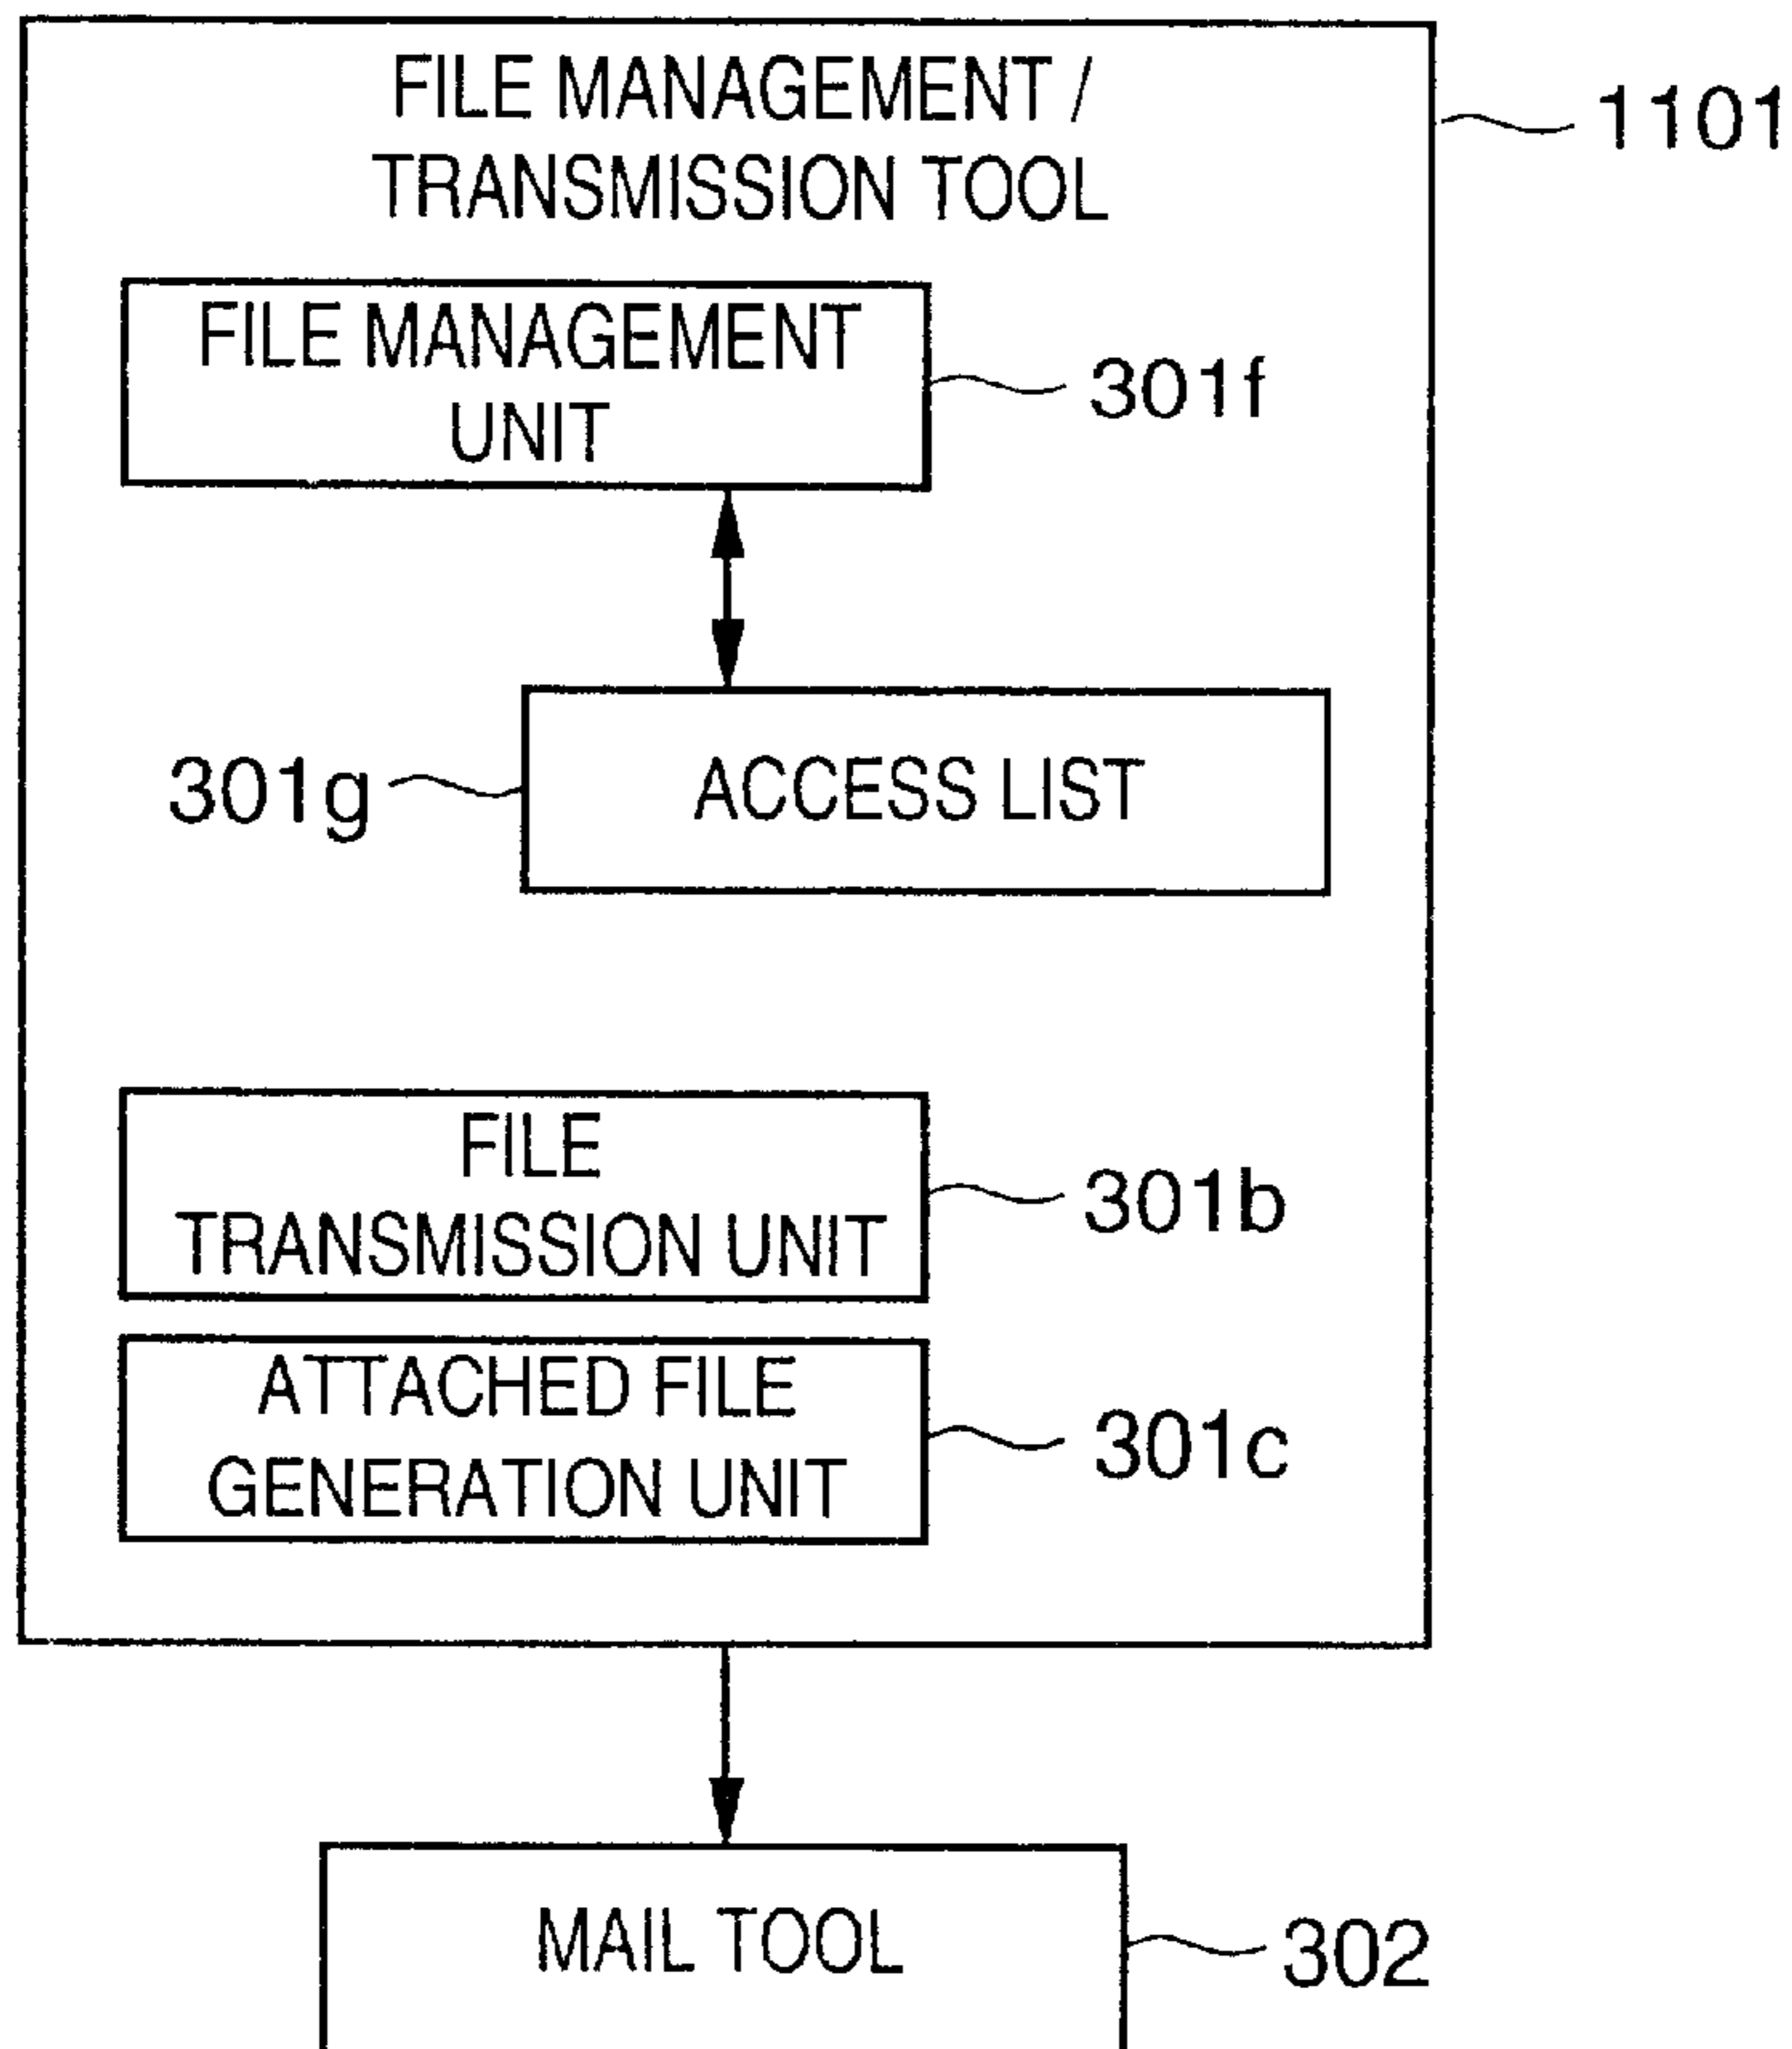 FILE MANAGEMENT /
TRANSMISSION TOOL
1101
FILE MANAGEMENT
UNIT
301f
301g
ACCESS LIST
FILE
TRANSMISSION UNIT
301b
ATTACHED FILE
GENERATION UNIT
301c
MAIL TOOL
302